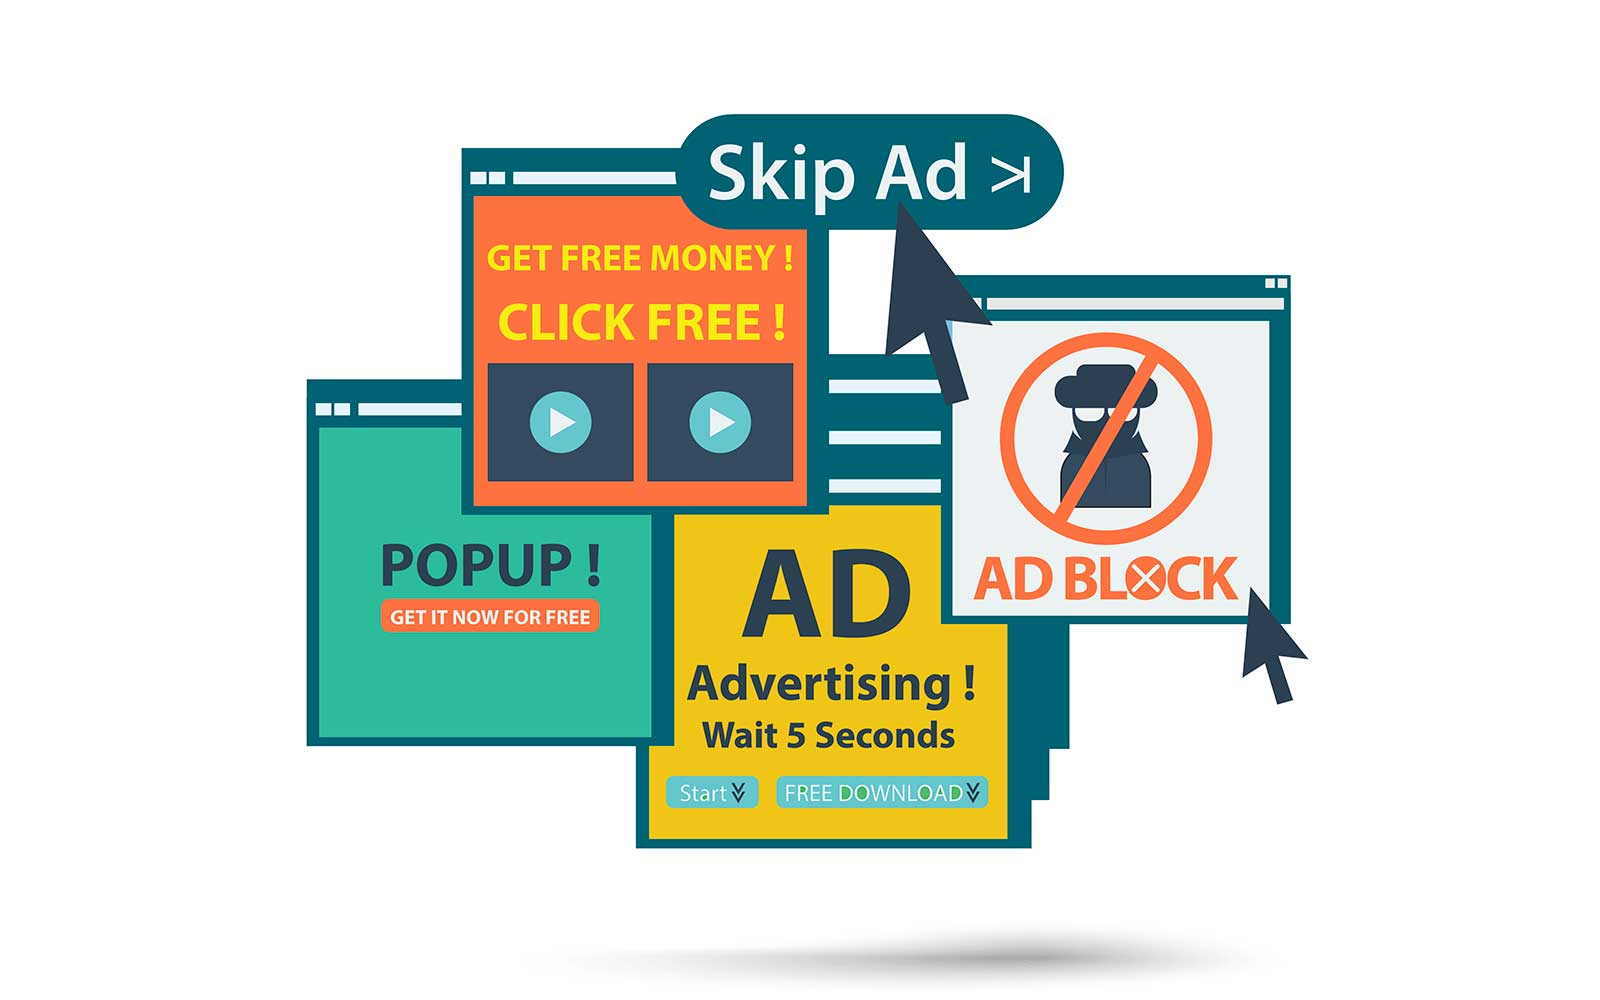 Skip Ad
GET FREE MONEY !
CLICK FREE !
POPUP !
GET IT NOW FOR FREE
AD
Advertising !
Wait 5 Seconds
Start
FREE DOWNLOAD
AD BLOCK